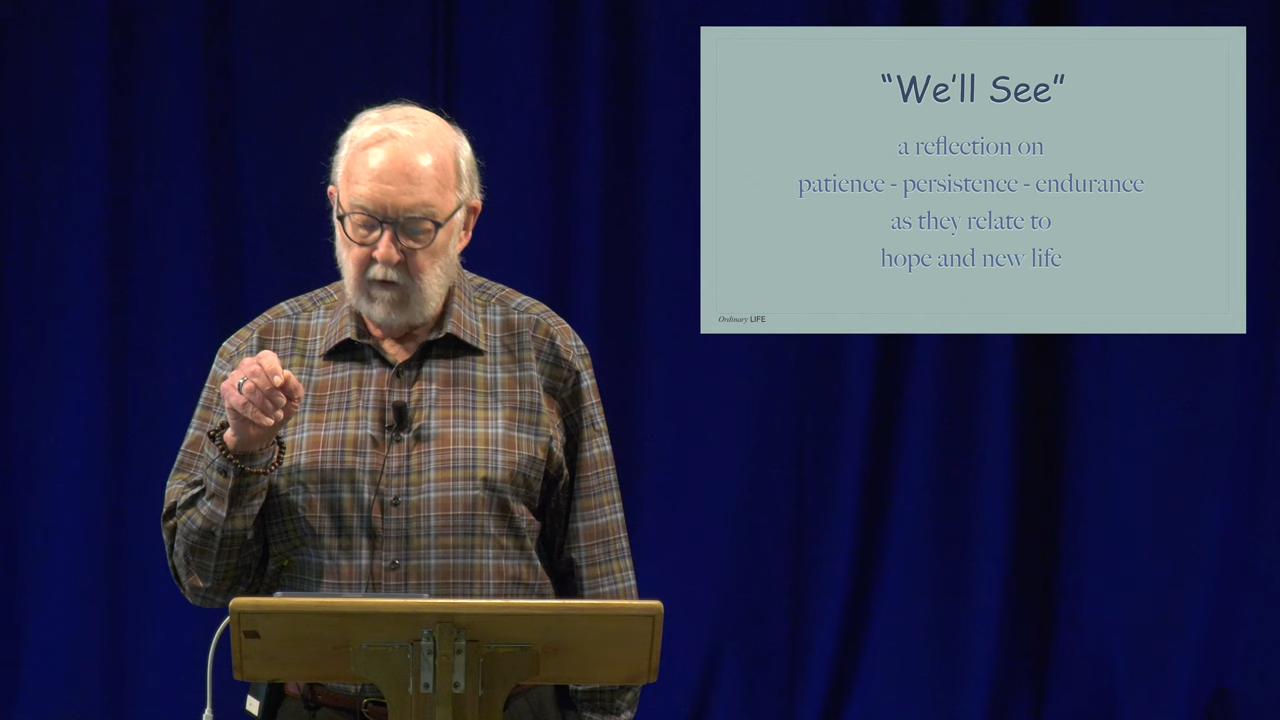 “We’ll See”
a reflection on
patience - persistence - endurance
as they relate to
hope and new life
Ordinary LIFE